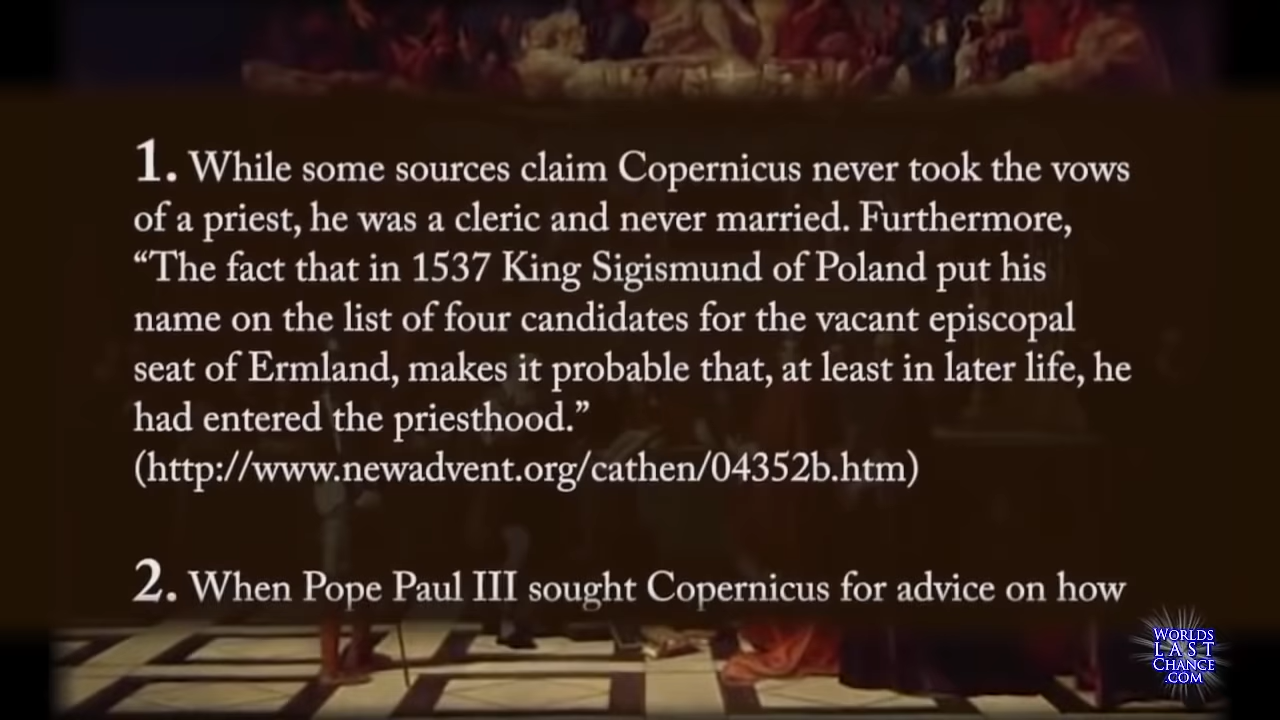 1. While some sources claim Copernicus never took the vows
of a priest, he was a cleric and never married. Furthermore,
“The fact that in 1537 King Sigismund of Poland put his
name on the list of four candidates for the vacant episcopal
seat of Ermland, makes it probable that, at least in later life, he
had entered the priesthood.”
(http://www.newadvent.org/cathen/04352b.htm)
2. When Pope Paul III sought Copernicus for advice on how
WORLDS
LAST
CHANCE
.COM